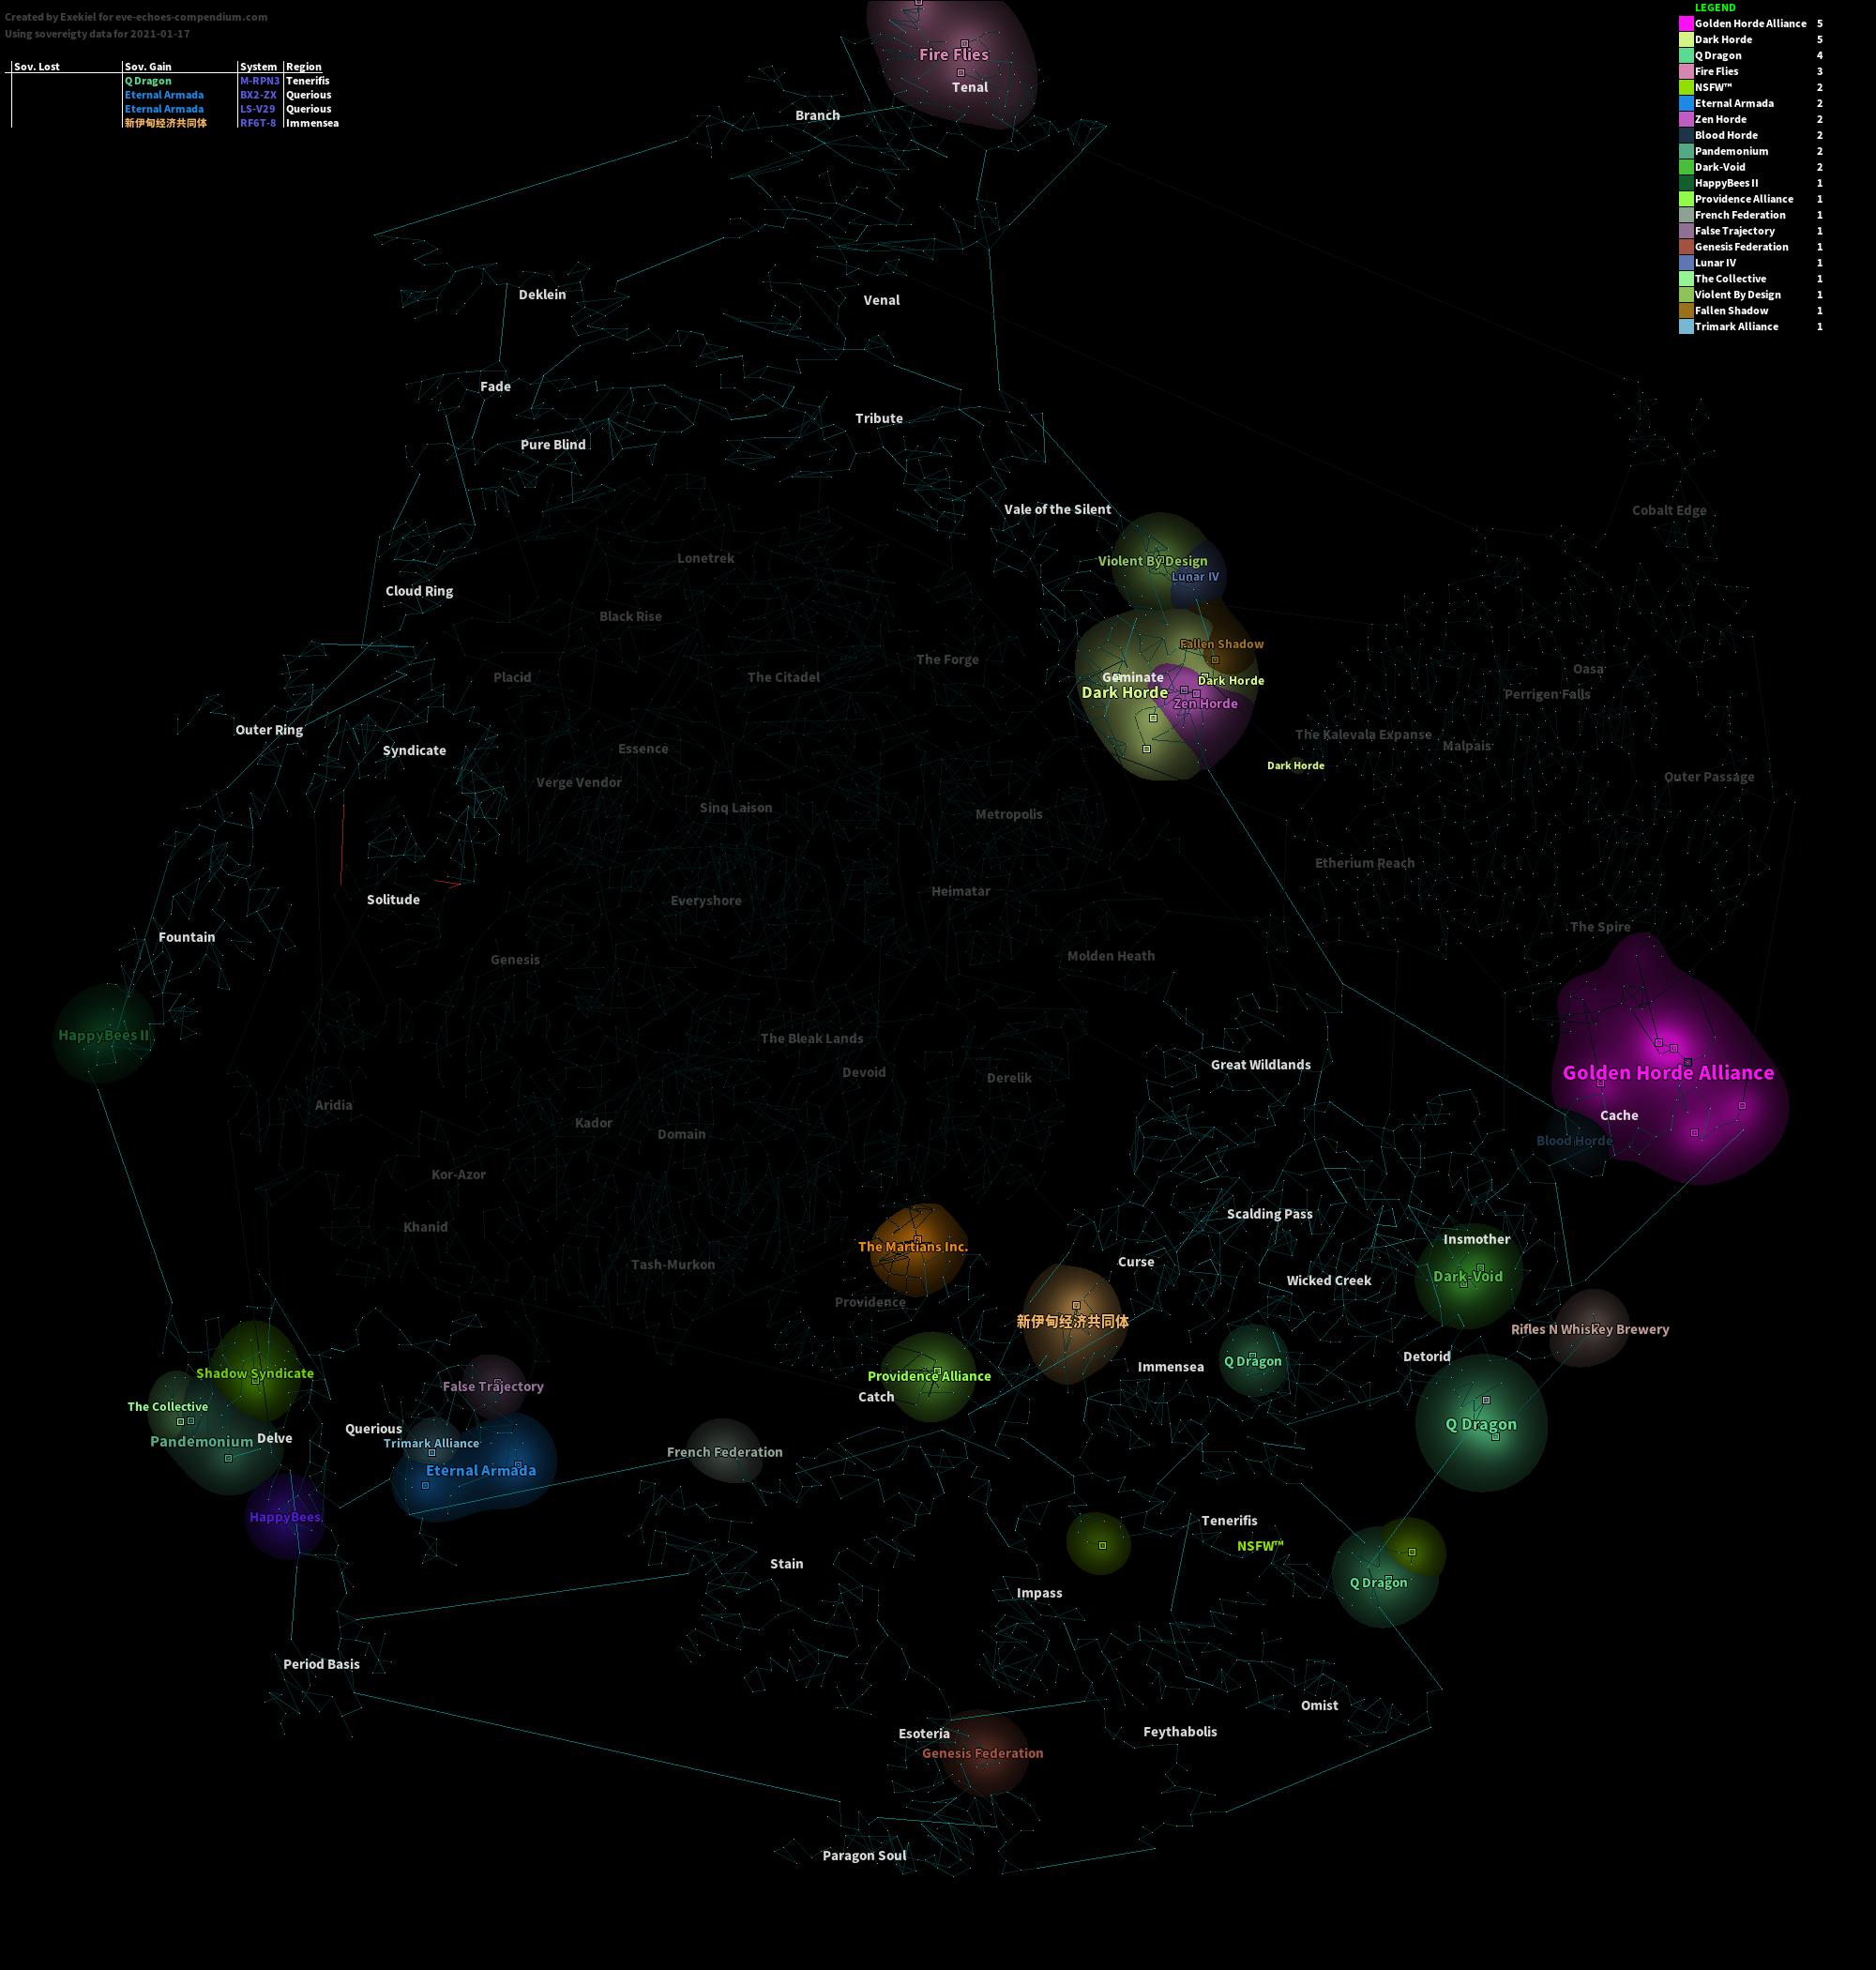 Created by Exekiel for eve-echoes-compendium.com
Using sovereigty data for 2021-01-17
Sov. Lost Sov. Gain System Region
Q Dragon M-RPN3 Tenerifis
Eternal Armada BX2-ZX Querious
Eternal Armada LS-V29 Querious
新伊甸经济共同体 RF6T-8 Immensea
LEGEND
Golden Horde Alliance 5
Dark Horde 5
Q Dragon 4
Fire Flies 3
NSFW™ 2
Eternal Armada 2
Zen Horde 2
Blood Horde 2
Pandemonium 2
Dark-Void 2
HappyBees II 1
Providence Alliance 1
French Federation 1
False Trajectory 1
Genesis Federation 1
Lunar IV 1
The Collective 1
Violent By Design 1
Fallen Shadow 1
Trimark Alliance 1
Fire Flies
Tenal
Branch
Deklein
Venal
Fade
Tribute
Pure Blind
Vale of the Silent
Cobalt Edge
Lonetrek
Violent By Design
Lunar IV
Cloud Ring
Black Rise
Fallen Shadow
The Forge
Oasa
Placid
The Citadel
Geminate
Dark Horde
Dark Horde
Perrigen Falls
Zen Horde
Outer Ring
The Kalevala Expanse
Malpais
Syndicate
Essence
Dark Horde
Outer Passage
Verge Vendor
Sinq Laison
Metropolis
Etherium Reach
Heimatar
Solitude
Everyshore
The Spire
Fountain
Molden Heath
Genesis
HappyBees II
The Bleak Lands
Great Wildlands
Devoid
Derelik
Golden Horde Alliance
Aridia
Cache
Kador
Domain
Blood Horde
Kor-Azor
Scalding Pass
Khanid
Insmother
The Martians Inc.
Tash-Murkon
Curse
Dark-Void
Wicked Creek
Providence
新伊甸经济共同体
Rifles N Whiskey Brewery
Detorid
Q Dragon
Immensea
Shadow Syndicate
Providence Alliance
False Trajectory
Catch
The Collective
Querious
Q Dragon
Pandemonium
Delve
Trimark Alliance
French Federation
Eternal Armada
HappyBees
Tenerifis
NSFW™
Stain
Q Dragon
Impass
Period Basis
Omist
Esoteria
Feythabolis
Genesis Federation
Paragon Soul